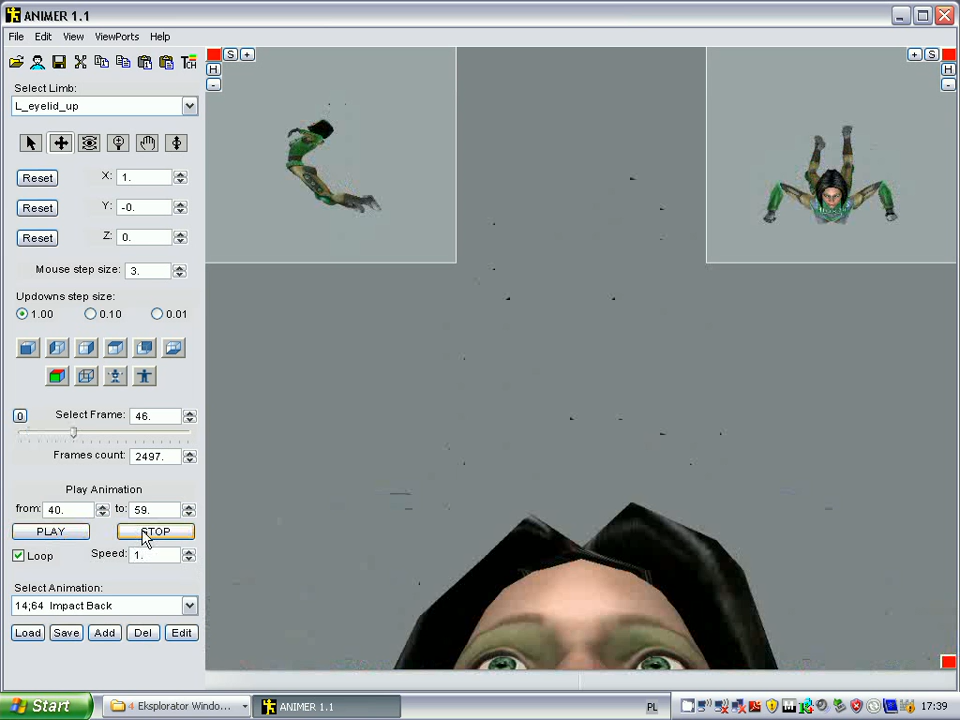 ANIMER 1.1
File Edit View ViewPorts Help
TCH
S +
H
-
+ S
H
-
Select Limb:
L_eyelid_up
Reset X: 1.
Reset Y: -0.
Reset Z: 0.
Mouse step size: 3.
Updowns step size:
1.00 0.10 0.01
0 Select Frame: 46.
Frames count: 2497.
Play Animation
from: 40. to: 59.
PLAY STOP
Loop Speed: 1.
Select Animation:
14;64 Impact Back
Load Save Add Del Edit
Start 4 Eksplorator Windo... ANIMER 1.1 PL 17:39